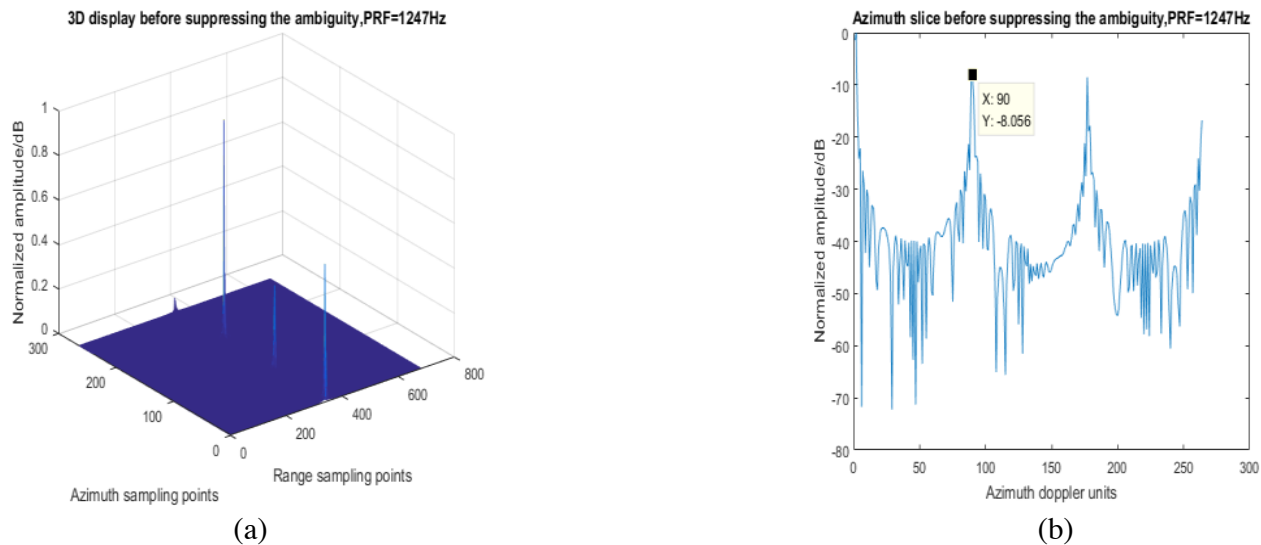 3D display before suppressing the ambiguity,PRF=1247Hz
Normalized amplitude/dB
1
0.8
0.6
0.4
0.2
0
300
200
100
0
0
200
400
600
800
Azimuth sampling points
Range sampling points
(a)
Azimuth slice before suppressing the ambiguity,PRF=1247Hz
Normalized amplitude/dB
0
-10
-20
-30
-40
-50
-60
-70
-80
X: 90
Y: -8.056
0
50
100
150
200
250
300
Azimuth doppler units
(b)